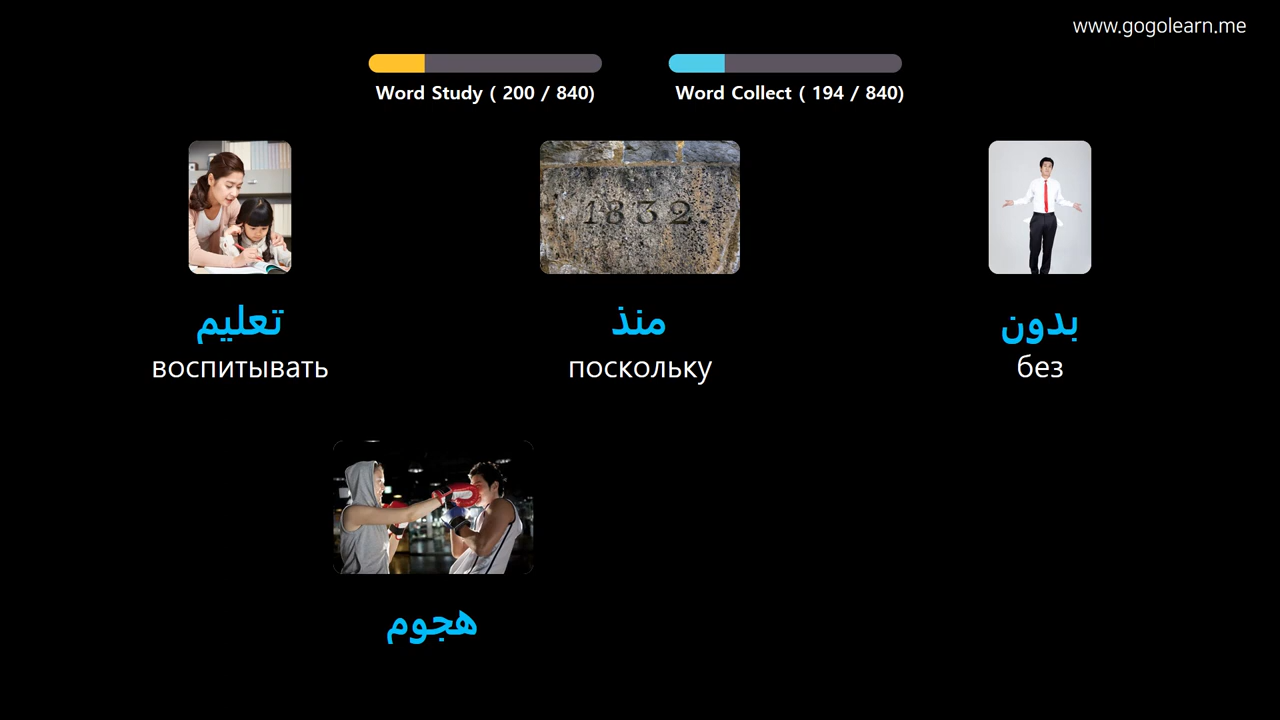 www.gogolearn.me
Word Study ( 200 / 840)
Word Collect ( 194 / 840)
1832.
تعليم
воспитывать
منذ
поскольку
بدون
без
هجوم